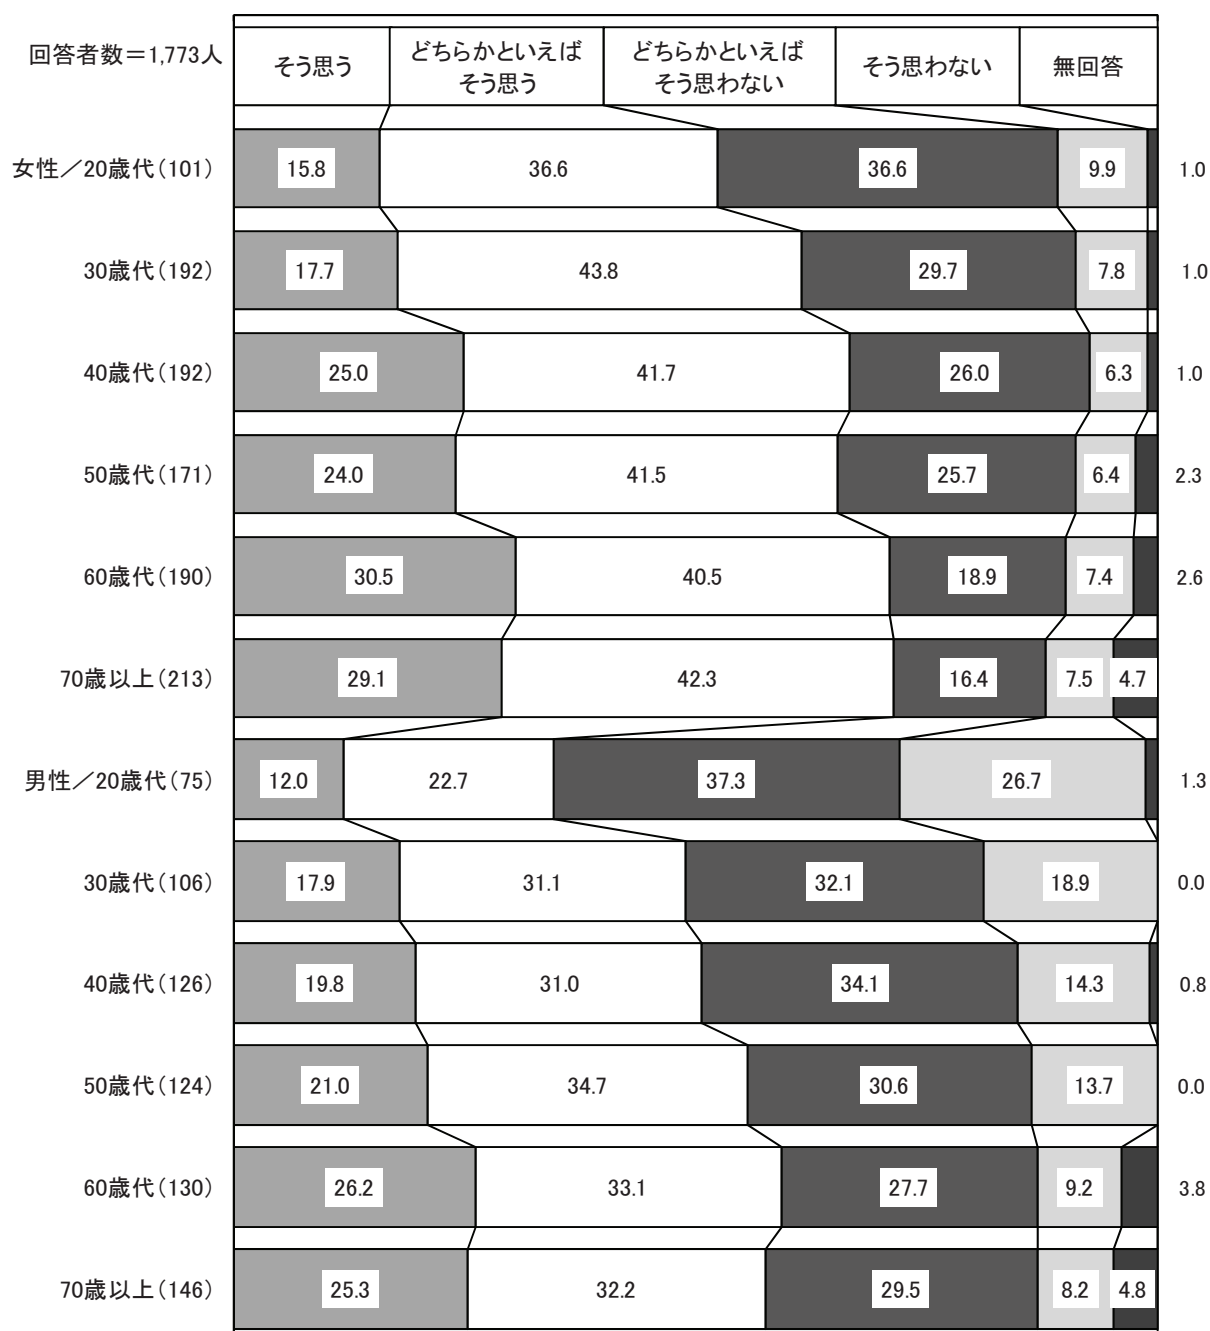 回答者数＝1,773人
そう思う
どちらかといえば
そう思う
どちらかといえば
そう思わない
そう思わない
無回答
女性／20歳代（101） 15.8 36.6 36.6 9.9 1.0
30歳代（192） 17.7 43.8 29.7 7.8 1.0
40歳代（192） 25.0 41.7 26.0 6.3 1.0
50歳代（171） 24.0 41.5 25.7 6.4 2.3
60歳代（190） 30.5 40.5 18.9 7.4 2.6
70歳以上（213） 29.1 42.3 16.4 7.5 4.7
男性／20歳代（75） 12.0 22.7 37.3 26.7 1.3
30歳代（106） 17.9 31.1 32.1 18.9 0.0
40歳代（126） 19.8 31.0 34.1 14.3 0.8
50歳代（124） 21.0 34.7 30.6 13.7 0.0
60歳代（130） 26.2 33.1 27.7 9.2 3.8
70歳以上（146） 25.3 32.2 29.5 8.2 4.8